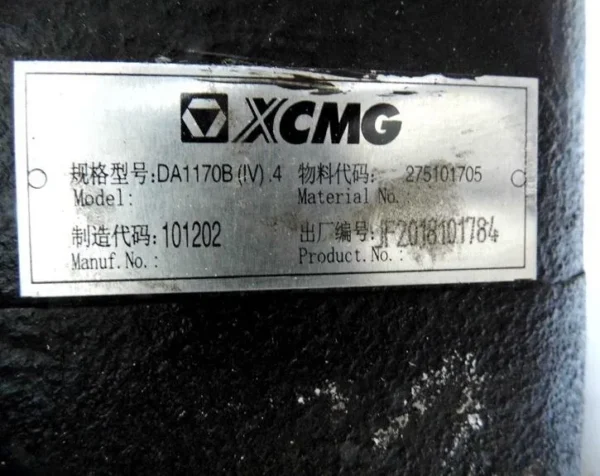 XCMG
规格型号:DA1170B(IV).4 物料代码: 275101705
Model: Material No.
制造代码:101202 出厂编号:JF2018101784
Manuf.No.: Product.No.: